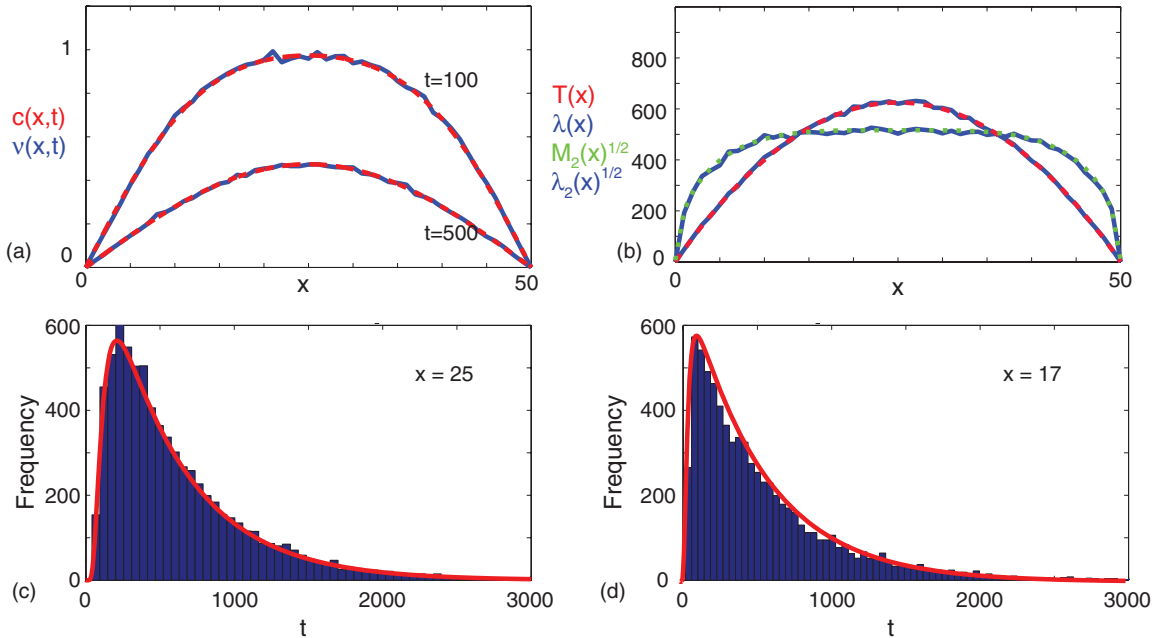 1
c(x,t)
ν(x,t)
0
t=100
t=500
(a)
0
50
x
800
600
400
200
0
T(x)
λ(x)
M₂(x)¹/²
λ₂(x)¹/²
(b)
0
50
x
600
400
200
0
Frequency
x = 25
(c)
0
1000
2000
3000
t
600
400
200
0
Frequency
x = 17
(d)
0
1000
2000
3000
t